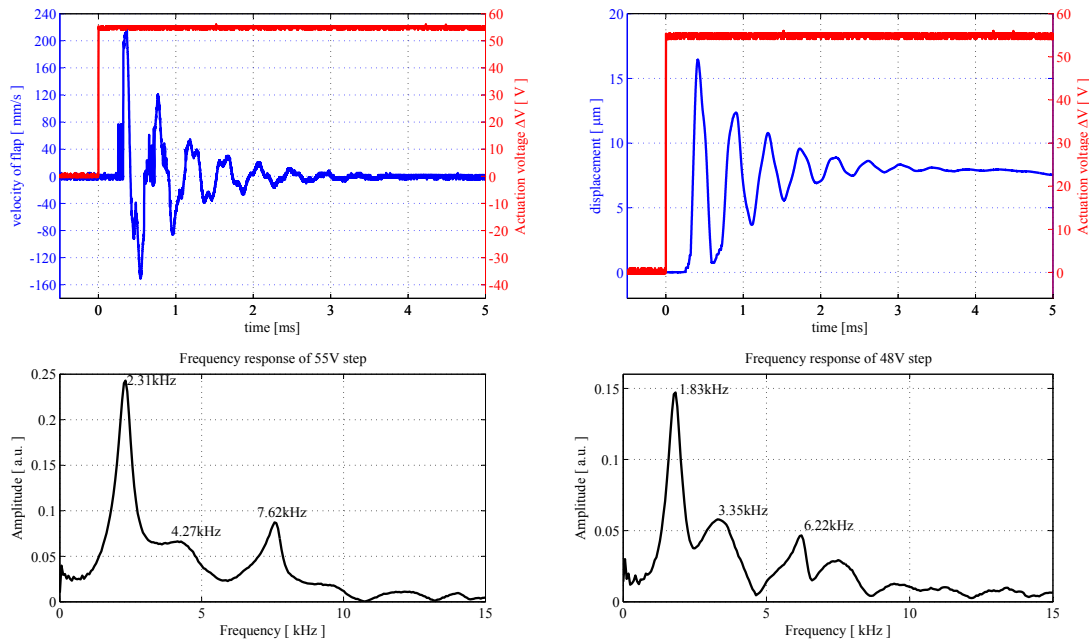 240
200
160
120
80
40
0
-40
-80
-120
-160
velocity of flap [ mm/s ]
60
50
40
30
20
10
0
-10
-20
-30
-40
Actuation voltage ΔV [ V ]
0 1 2 3 4 5
time [ms]
20
15
10
5
0
displacement [ μm ]
60
50
40
30
20
10
0
Actuation voltage ΔV [ V ]
0 1 2 3 4 5
time [ms]
Frequency response of 55V step
0.25
0.2
0.15
0.1
0.05
0
Amplitude [ a.u. ]
2.31kHz
4.27kHz
7.62kHz
0 5 10 15
Frequency [ kHz ]
Frequency response of 48V step
0.15
0.1
0.05
0
Amplitude [ a.u. ]
1.83kHz
3.35kHz
6.22kHz
0 5 10 15
Frequency [ kHz ]